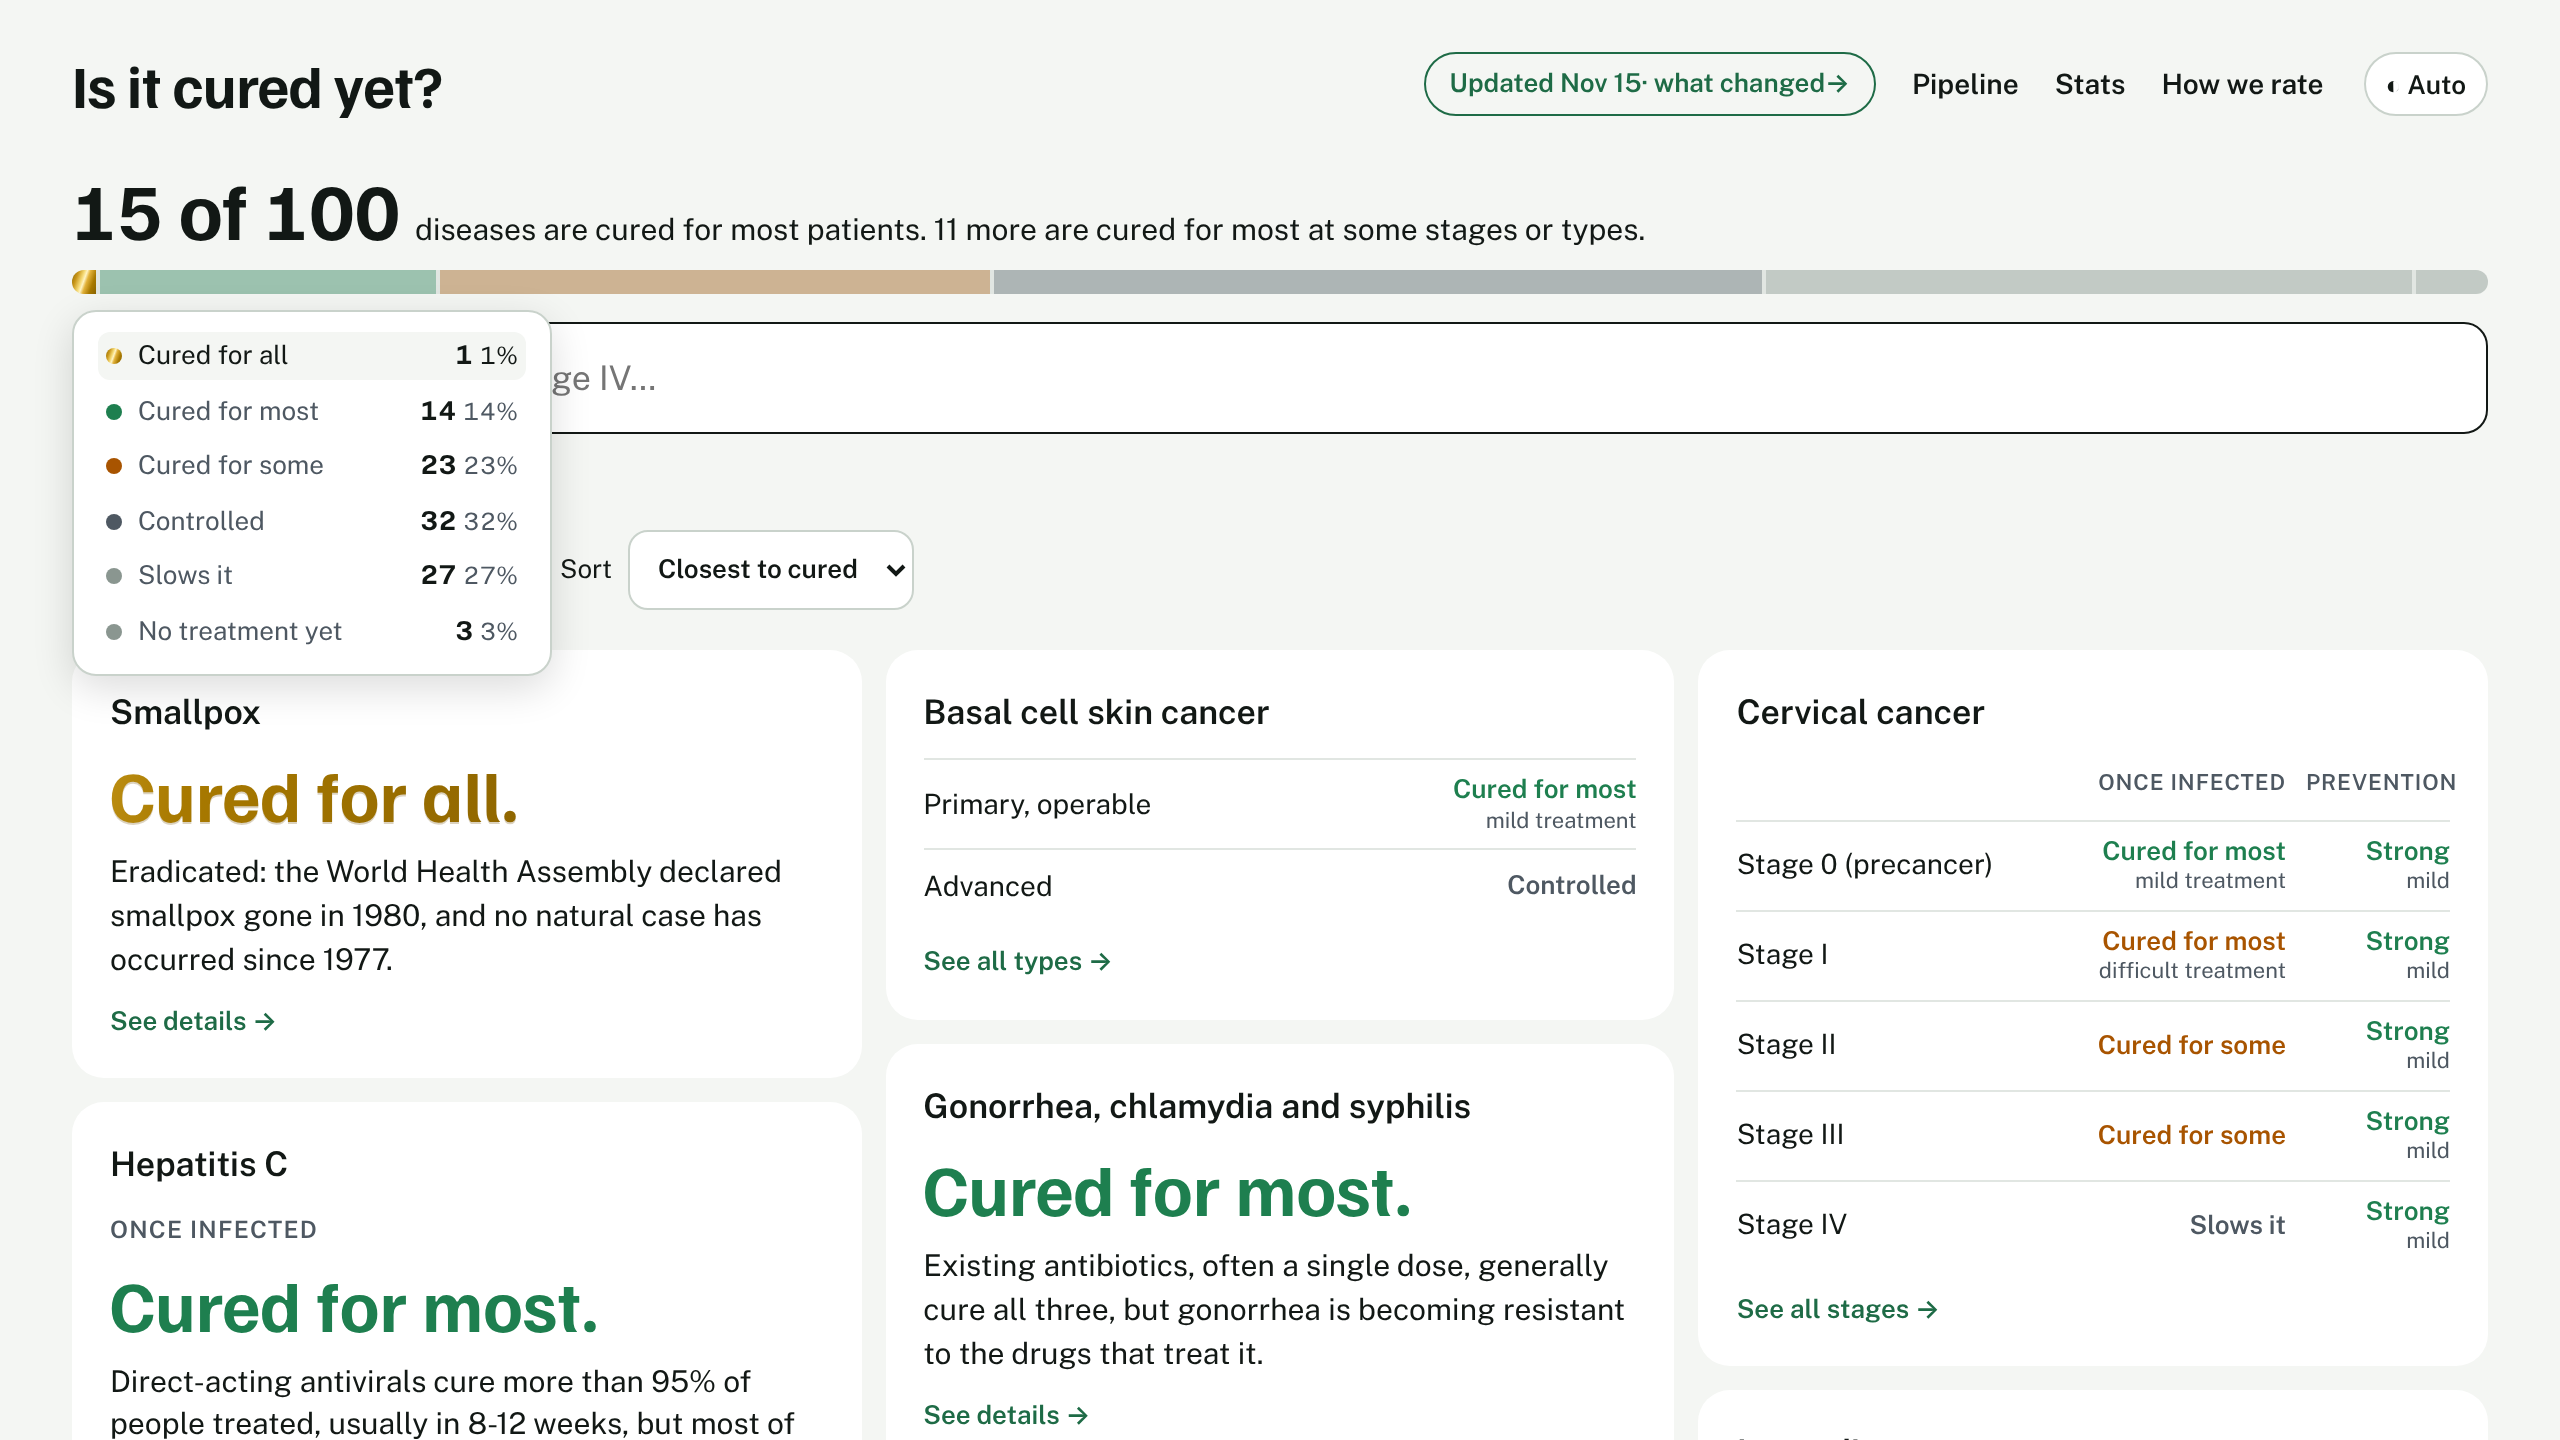 Is it cured yet?
Updated Nov 15· what changed→
Pipeline
Stats
How we rate
Auto
15 of 100 diseases are cured for most patients. 11 more are cured for most at some stages or types.
Cured for all 1 1%
Cured for most 14 14%
Cured for some 23 23%
Controlled 32 32%
Slows it 27 27%
No treatment yet 3 3%
IV...
Sort
Closest to cured
Smallpox
Cured for all.
Eradicated: the World Health Assembly declared
smallpox gone in 1980, and no natural case has
occurred since 1977.
See details →
Hepatitis C
ONCE INFECTED
Cured for most.
Direct-acting antivirals cure more than 95% of
people treated, usually in 8-12 weeks, but most of
Basal cell skin cancer
Primary, operable
Cured for most
mild treatment
Advanced
Controlled
See all types →
Gonorrhea, chlamydia and syphilis
Cured for most.
Existing antibiotics, often a single dose, generally
cure all three, but gonorrhea is becoming resistant
to the drugs that treat it.
See details →
Cervical cancer
ONCE INFECTED PREVENTION
Stage 0 (precancer)
Cured for most
mild treatment
Strong
mild
Stage I
Cured for most
difficult treatment
Strong
mild
Stage II
Cured for some
Strong
mild
Stage III
Cured for some
Strong
mild
Stage IV
Slows it
Strong
mild
See all stages →